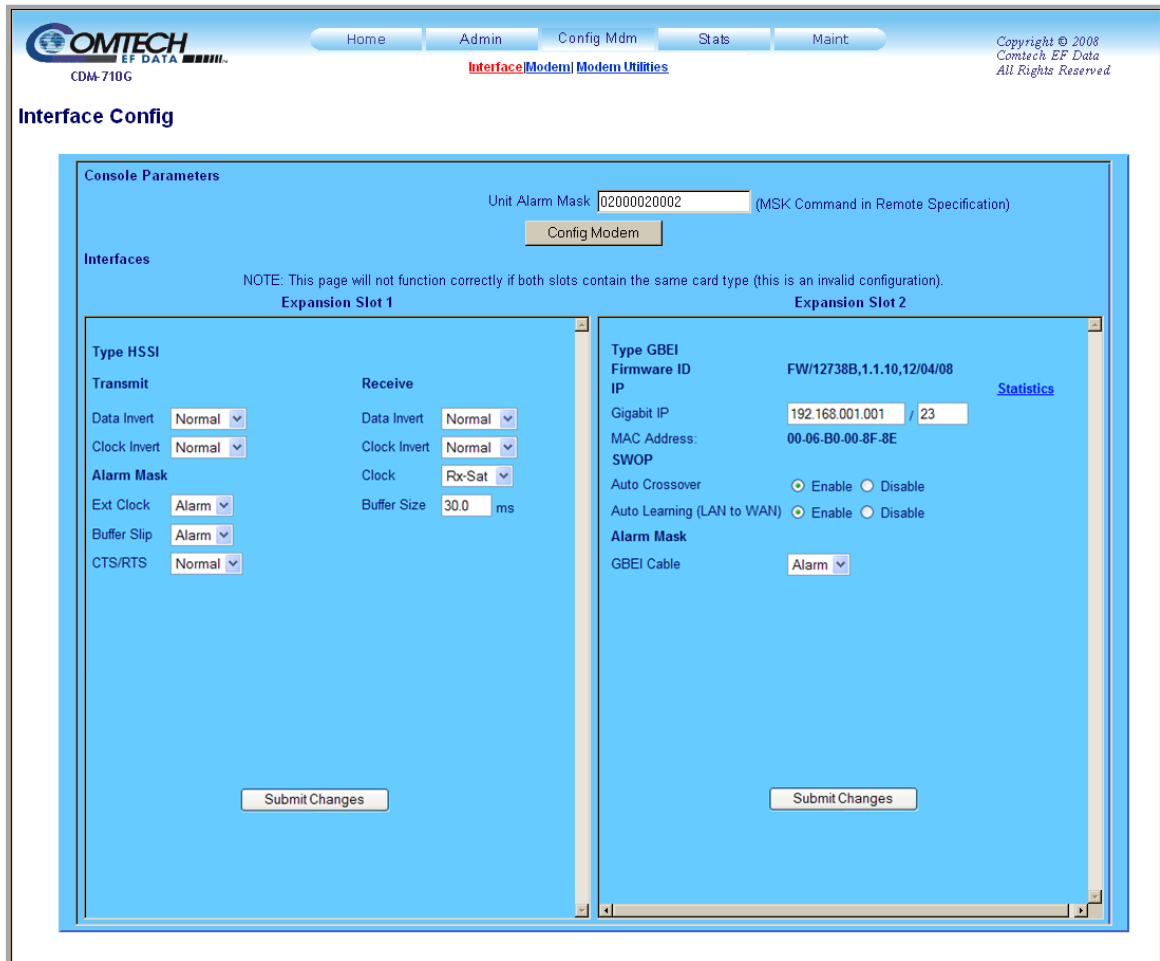 COMTECH
EF DATA
CDM-710G
Home Admin Config Mdm Stats Maint
Interface|Modem| Modem Utilities
Copyright © 2008
Comtech EF Data
All Rights Reserved
Interface Config
Console Parameters
Unit Alarm Mask 02000020002 (MSK Command in Remote Specification)
Config Modem
Interfaces
NOTE: This page will not function correctly if both slots contain the same card type (this is an invalid configuration).
Expansion Slot 1
Type HSSI
Transmit Receive
Data Invert Normal Data Invert Normal
Clock Invert Normal Clock Invert Normal
Alarm Mask Clock Rx-Sat
Ext Clock Alarm Buffer Size 30.0 ms
Buffer Slip Alarm
CTS/RTS Normal
Submit Changes
Expansion Slot 2
Type GBEI
Firmware ID FW/12738B,1.1.10,12/04/08
IP Statistics
Gigabit IP 192.168.001.001 / 23
MAC Address: 00-06-B0-00-8F-8E
SWOP
Auto Crossover Enable Disable
Auto Learning (LAN to WAN) Enable Disable
Alarm Mask
GBEI Cable Alarm
Submit Changes